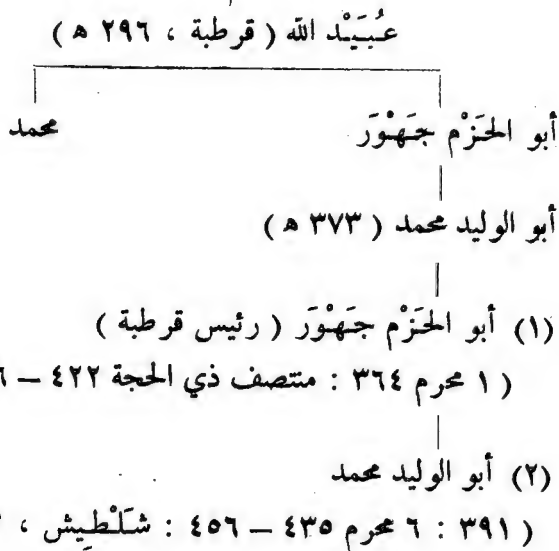 عُبَيْد الله ( قرطبة ، ٢٩٦ ه )
أبو الحَزْم جَهْوَر محمد
أبو الوليد محمد ( ٣٧٣ ه )
(١) أبو الحَزْم جَهْوَر ( رئيس قرطبة )
( ١ محرم ٣٦٤ : منتصف ذي الحجة ٤٢٢ – ٦
(٢) أبو الوليد محمد
( ٣٩١ : ٦ محرم ٤٣٥ – ٤٥٦ : شَلْطِيش ،